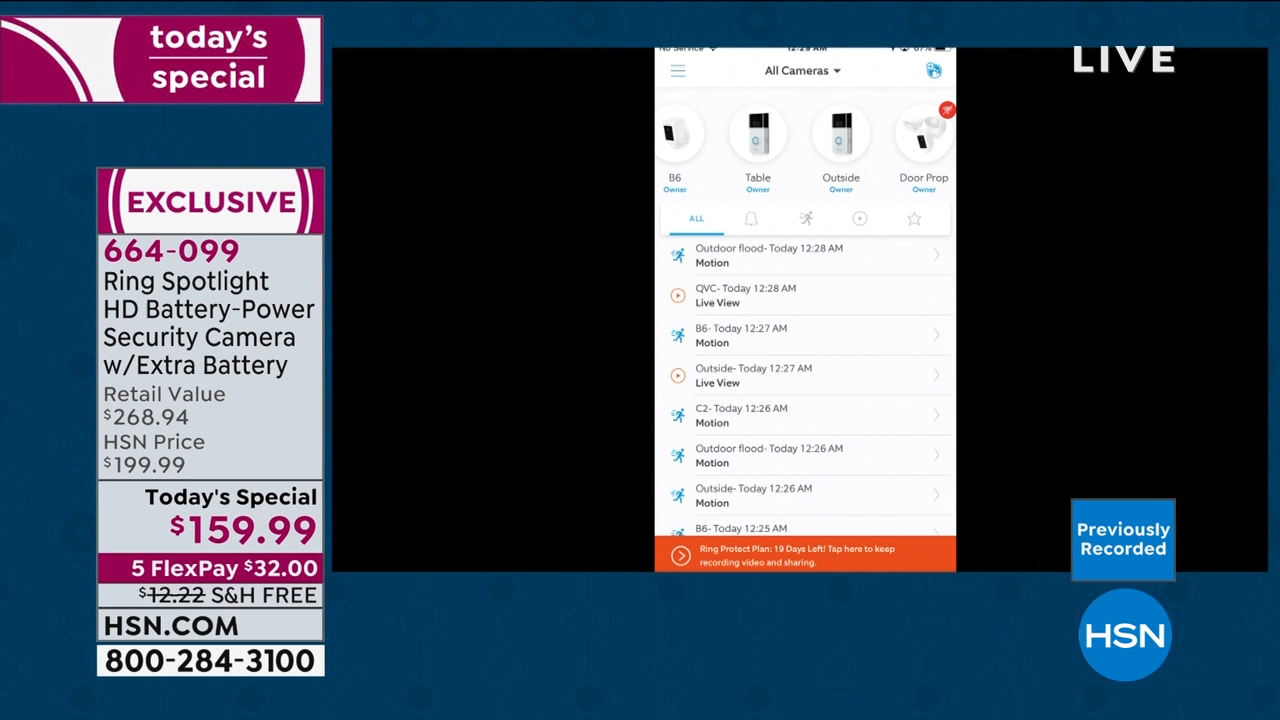 today's
special
EXCLUSIVE
664-099
Ring Spotlight
HD Battery-Power
Security Camera
w/Extra Battery
Retail Value
$268.94
HSN Price
$199.99
Today's Special
$159.99
5 FlexPay $32.00
$12.22 S&H FREE
HSN.COM
800-284-3100
No Service 12:29 AM 67%
All Cameras
B6 Table Outside Door Prop
Owner Owner Owner Owner
ALL
Outdoor flood- Today 12:28 AM
Motion
QVC- Today 12:28 AM
Live View
B6- Today 12:27 AM
Motion
Outside- Today 12:27 AM
Live View
C2- Today 12:26 AM
Motion
Outdoor flood- Today 12:26 AM
Motion
Outside- Today 12:26 AM
Motion
B6- Today 12:25 AM
Ring Protect Plan: 19 Days Left! Tap here to keep
recording video and sharing.
LIVE
Previously
Recorded
HSN